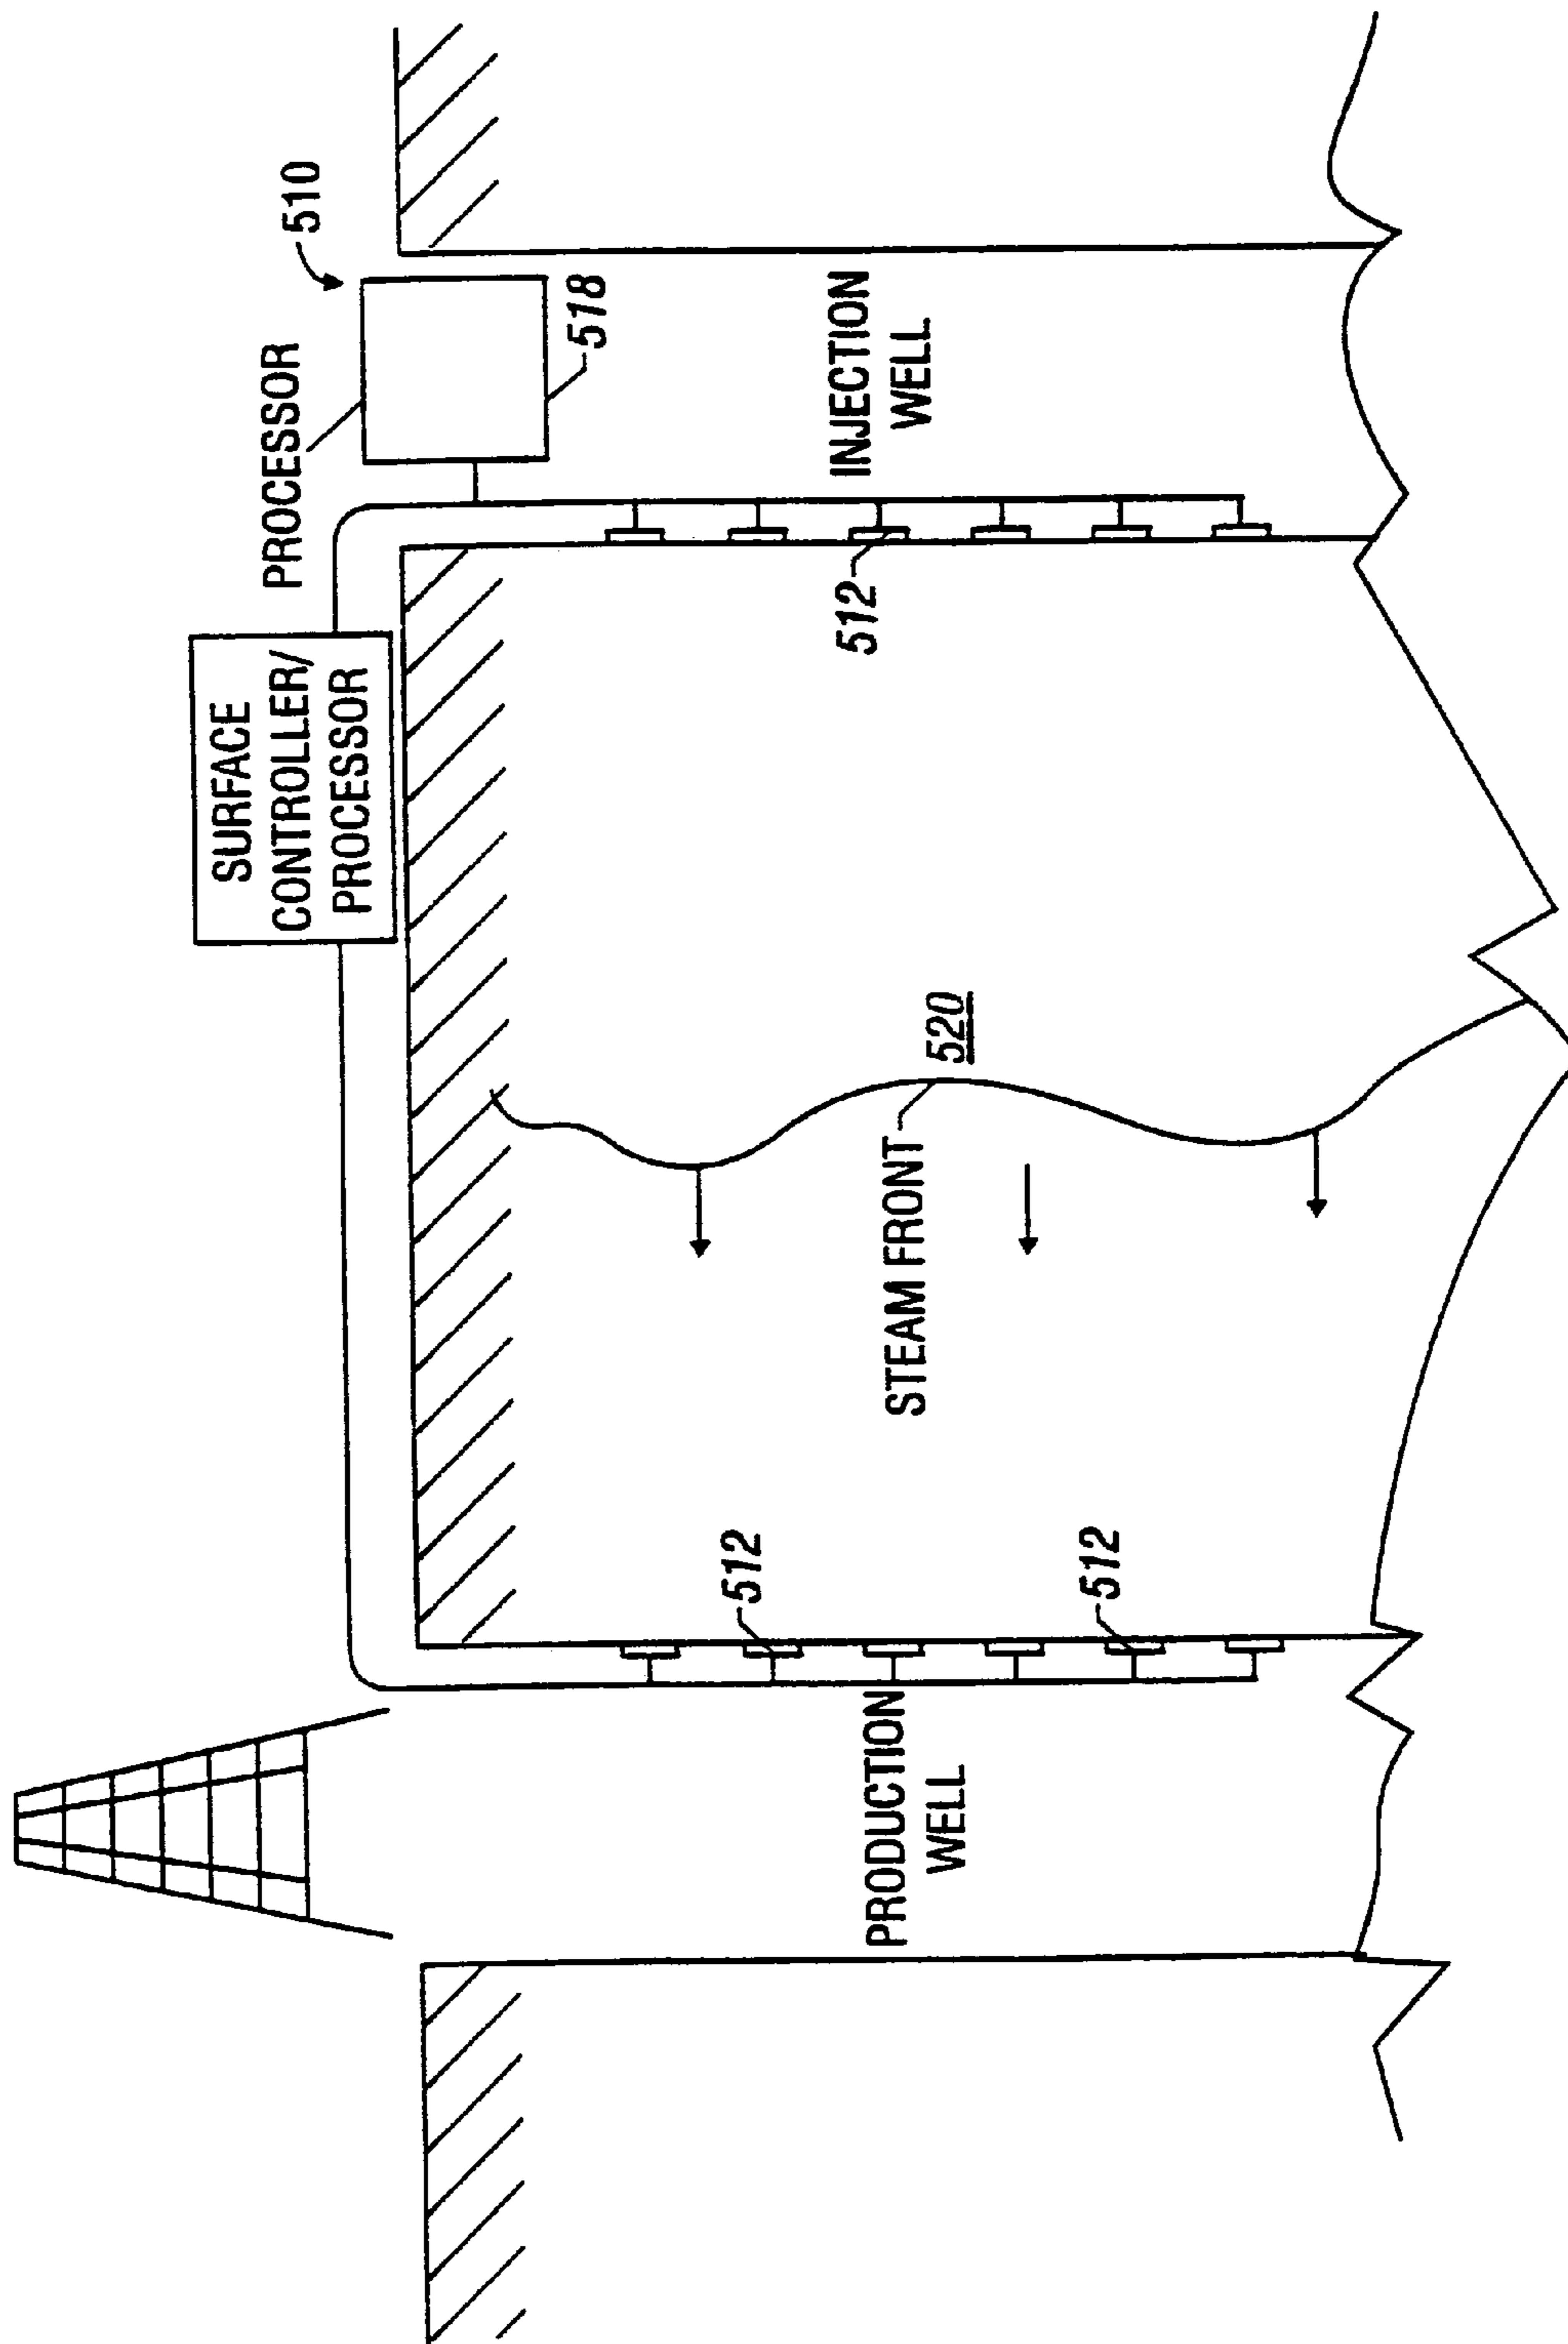 510
PROCESSOR
518
SURFACE
CONTROLLER/
PROCESSOR
PRODUCTION
WELL
512
512
STEAM FRONT
520
512
INJECTION
WELL